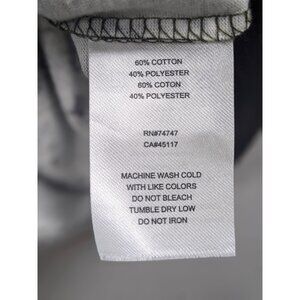 60% COTTON
40% POLYESTER
60% COTON
40% POLYESTER
RN#74747
CA#45117
MACHINE WASH COLD
WITH LIKE COLORS
DO NOT BLEACH
TUMBLE DRY LOW
DO NOT IRON